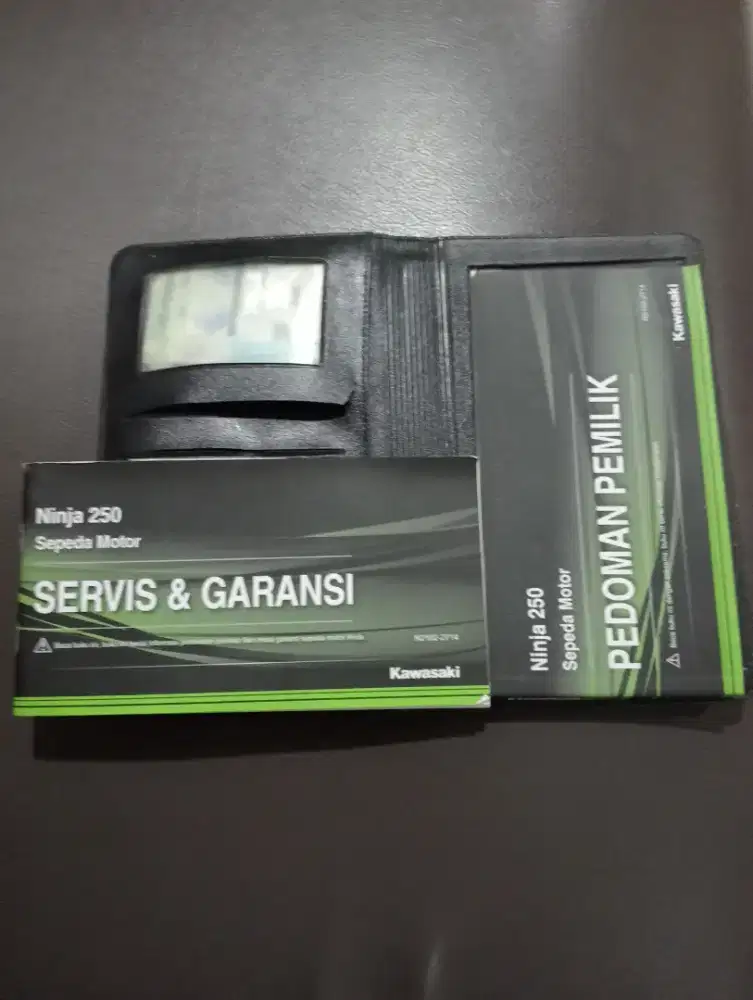 Ninja 250
Sepeda Motor
SERVIS & GARANSI
Kawasaki
Ninja 250
Sepeda Motor
PEDOMAN PEMILIK
Kawasaki